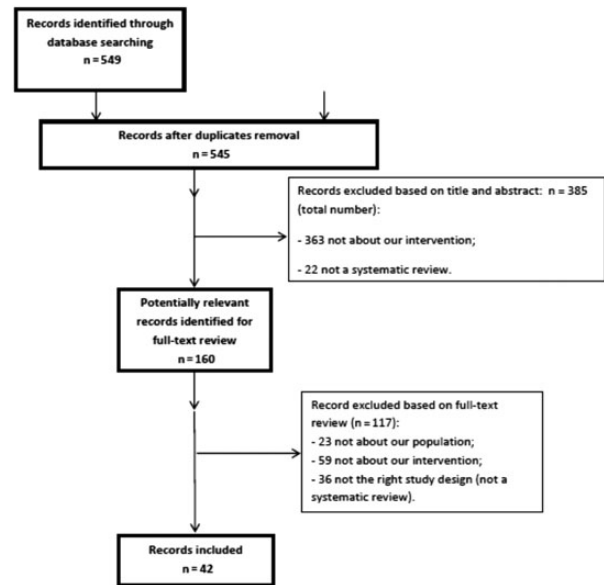 Records identified through
database searching
n = 549
Records after duplicates removal
n = 545
Records excluded based on title and abstract: n = 385
(total number):
- 363 not about our intervention;
- 22 not a systematic review.
Potentially relevant
records identified for
full-text review
n = 160
Record excluded based on full-text
review (n = 117):
- 23 not about our population;
- 59 not about our intervention;
- 36 not the right study design (not a
systematic review).
Records included
n = 42